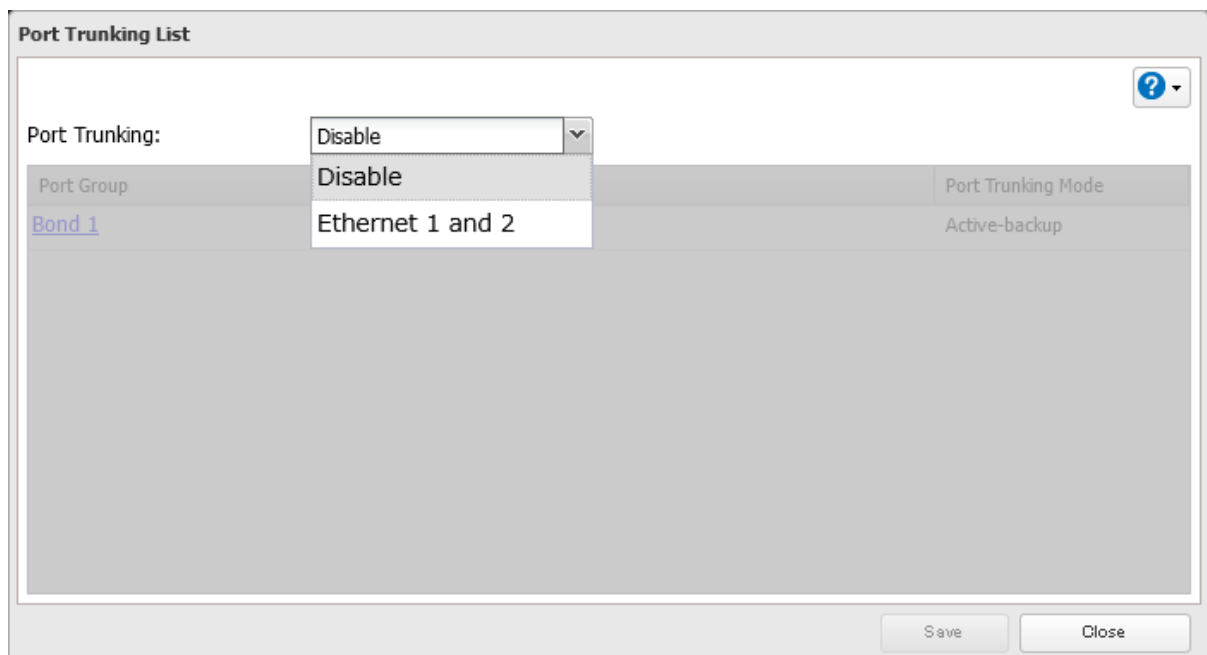 Port Trunking List
?
Port Trunking: Disable
Disable
Ethernet 1 and 2
Port Group Port Trunking Mode
Bond 1 Active-backup
Save Close